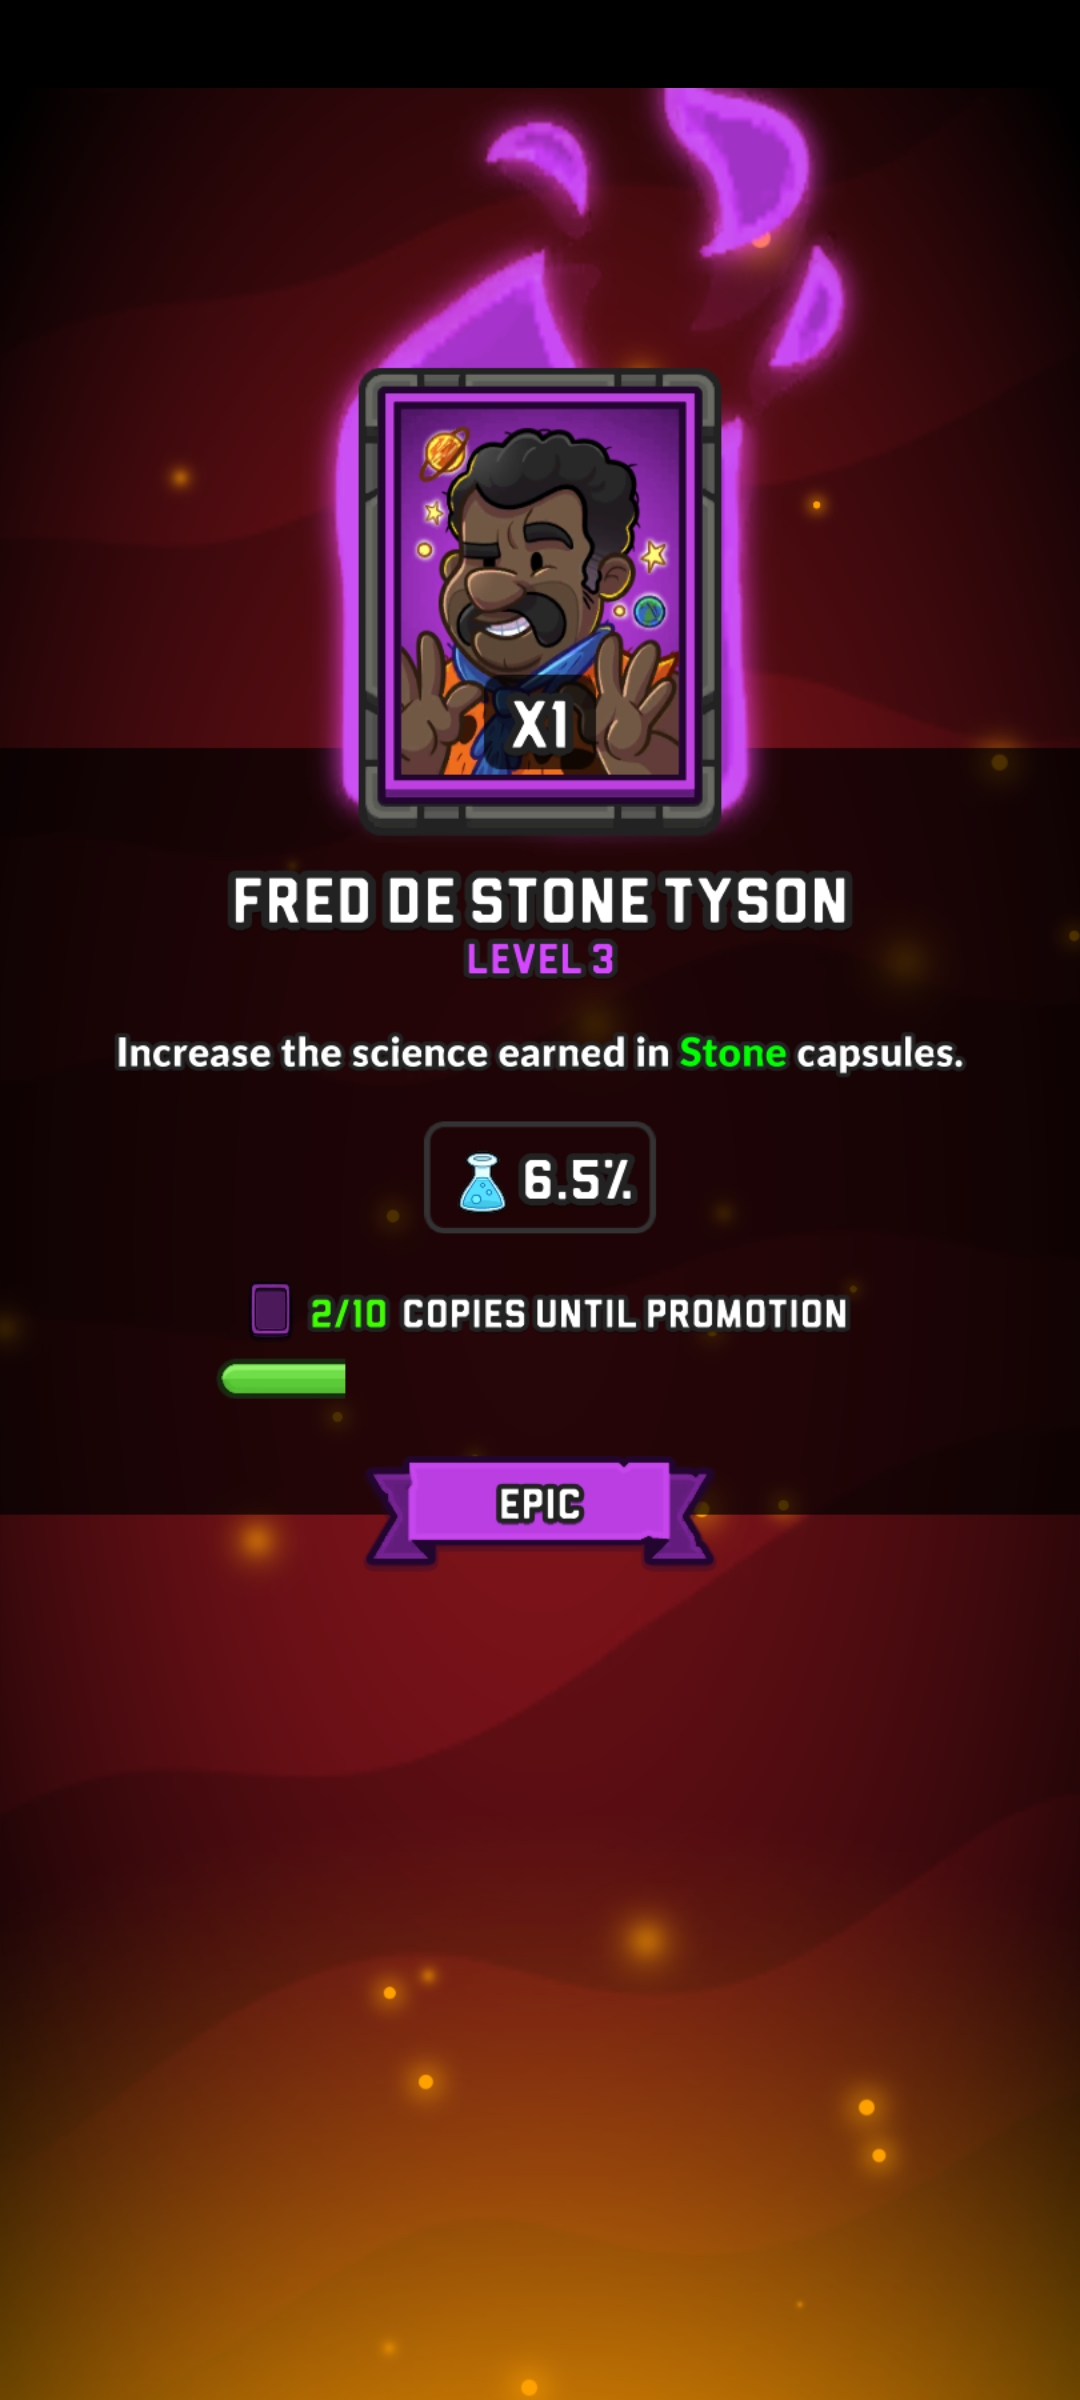 X1
FRED DE STONE TYSON
LEVEL 3
Increase the science earned in Stone capsules.
6.5%
2/10 COPIES UNTIL PROMOTION
EPIC